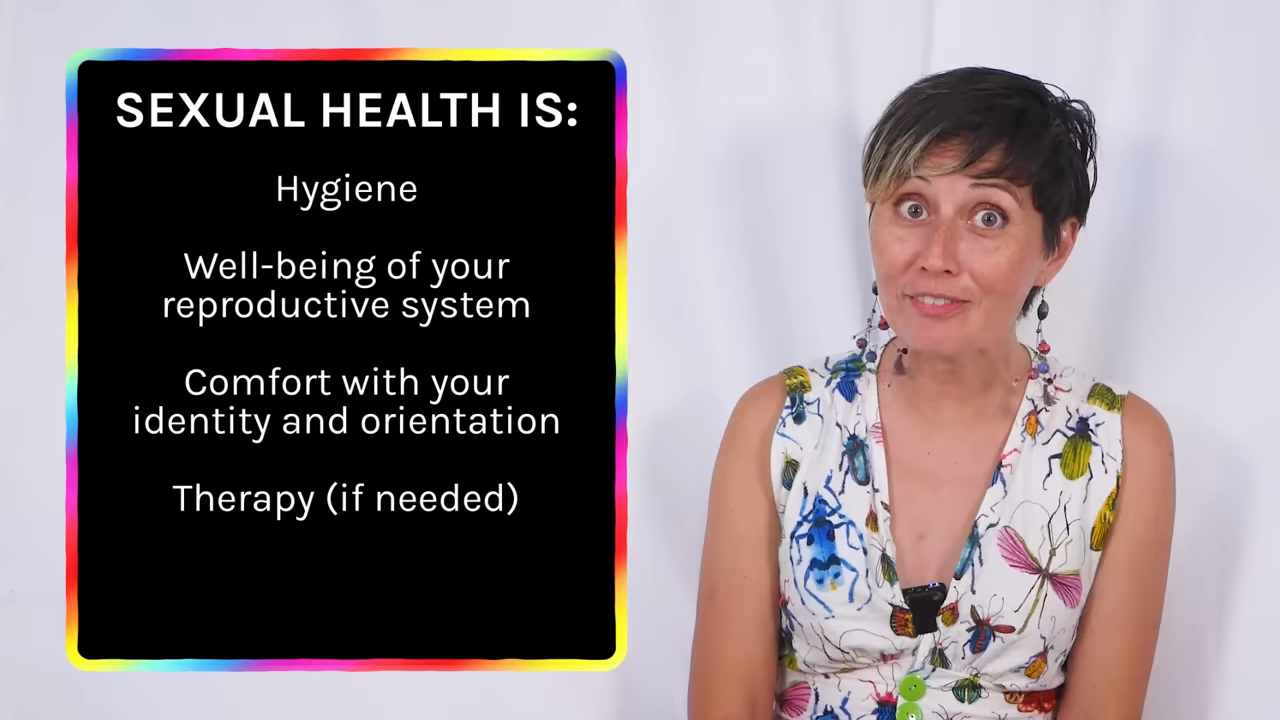 SEXUAL HEALTH IS:
Hygiene
Well-being of your
reproductive system
Comfort with your
identity and orientation
Therapy (if needed)